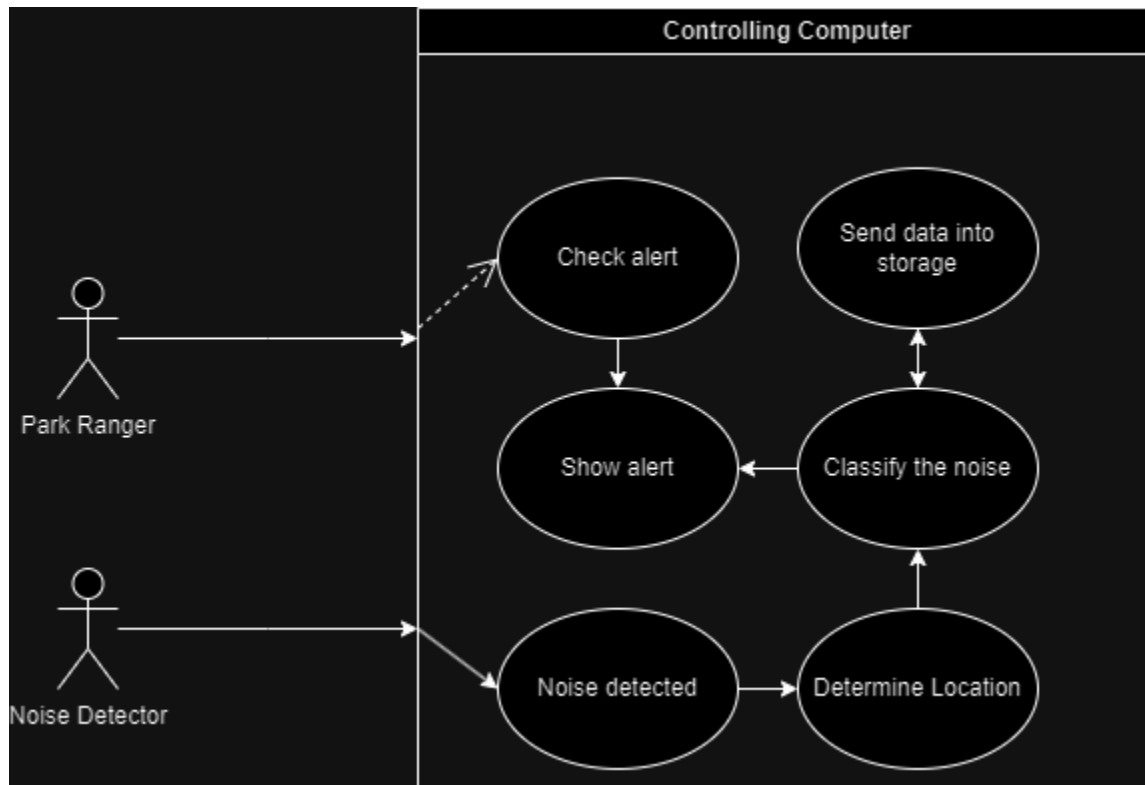 Controlling Computer
Check alert
Send data into
storage
Park Ranger
Show alert
Classify the noise
Noise detected
Determine Location
Noise Detector